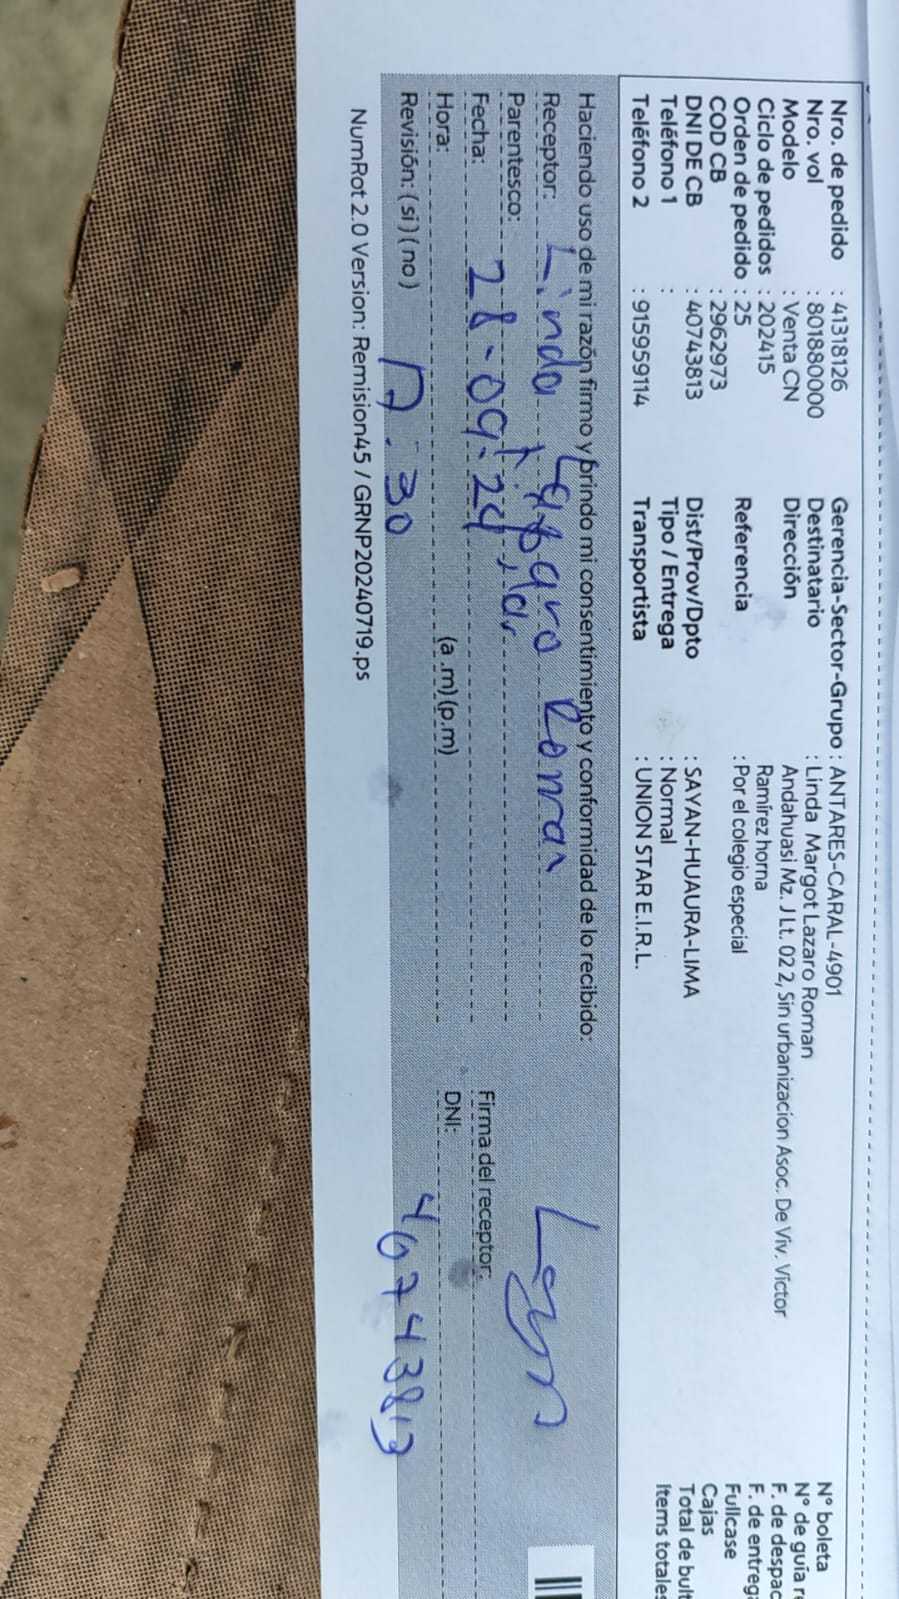 Nro. de pedido : 41318126
Nro. vol : 801880000
Modelo : Venta CN
Ciclo de pedidos : 202415
Orden de pedido : 25
COD CB : 2962973
DNI DE CB : 40743813
Teléfono 1 :
Teléfono 2 : 915959114
Gerencia-Sector-Grupo : ANTARES-CARAL-4901
Destinatario : Linda Margot Lazaro Roman
Dirección Andahuasi Mz. J Lt. 02 2, Sin urbanizacion Asoc. De Viv. Victor
Ramírez horna
Referencia : Por el colegio especial
Dist/Prov/Dpto : SAYAN-HUAURA-LIMA
Tipo / Entrega : Normal
Transportista : UNION STAR E.I.R.L.
N° boleta
N° de guía r
F. de despac
F. de entreg
Fullcase
Cajas
Total de bult
Items totales
Haciendo uso de mi razón firmo y brindo mi consentimiento y conformidad de lo recibido:
Receptor: Linda Lazaro Roman
Parentesco: titular
Fecha: 28-09-24
Hora: (a .m)(p.m)
Revisión: (si) (no) 17.30
Firma del receptor:
DNI: 40743813
NumRot 2.0 Version: Remision45 / GRNP20240719.ps